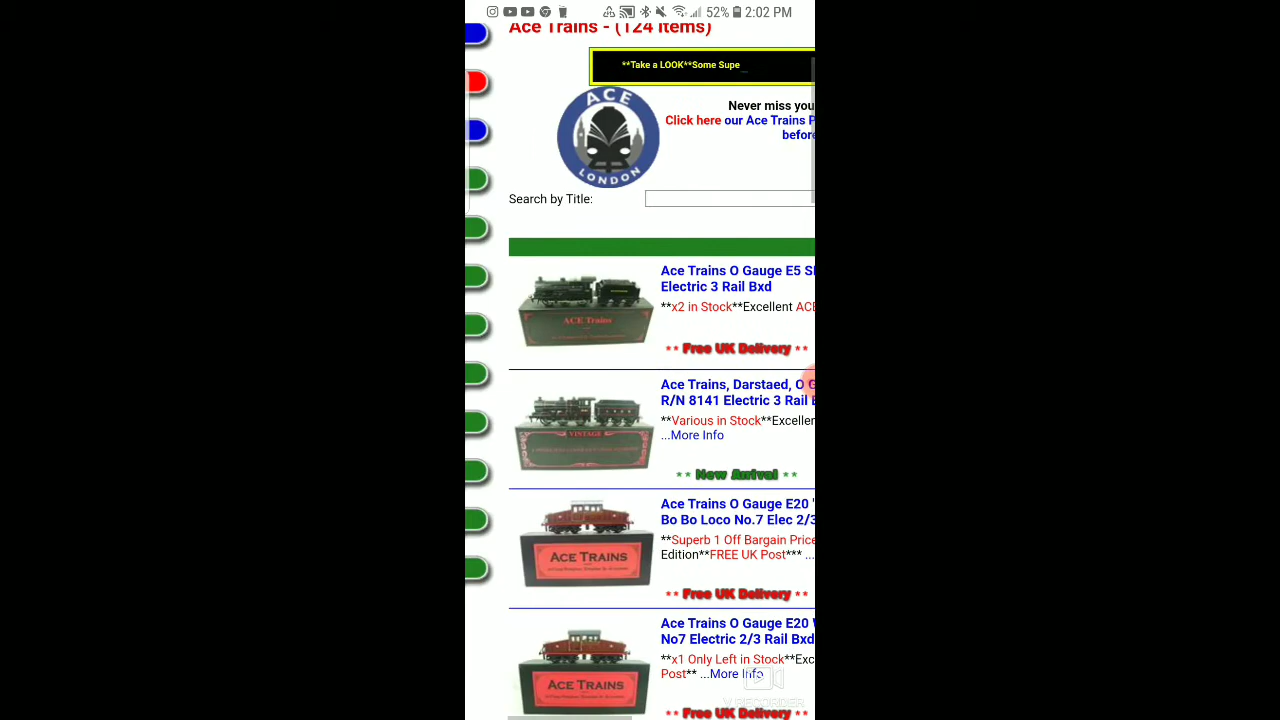 52% 2:02 PM
Ace Trains - (124 items)
**Take a LOOK**Some Supe_
ACE
LONDON
Never miss you
Click here our Ace Trains P
before
Search by Title:
Ace Trains O Gauge E5 S
Electric 3 Rail Bxd
**x2 in Stock**Excellent ACE
ACE Trains
** Free UK Delivery **
Ace Trains, Darstaed, O G
R/N 8141 Electric 3 Rail B
**Various in Stock**Excellen
...More Info
VINTAGE
** New Arrival **
Ace Trains O Gauge E20 '
Bo Bo Loco No.7 Elec 2/3
**Superb 1 Off Bargain Price
Edition**FREE UK Post*** ...
ACE TRAINS
** Free UK Delivery **
Ace Trains O Gauge E20 W
No7 Electric 2/3 Rail Bxd
**x1 Only Left in Stock**Exc
Post** ...More Info
ACE TRAINS
V RECORDER
** Free UK Delivery **